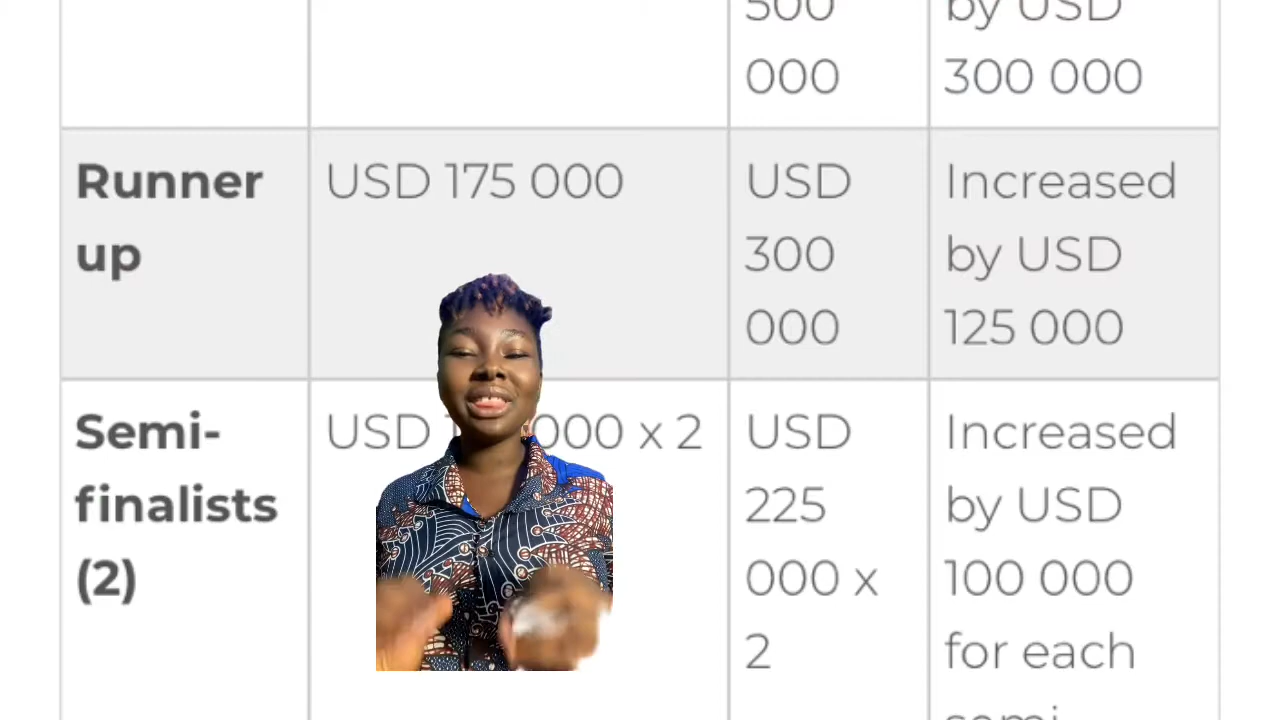 500
000
by USD
300 000
Runner
up
USD 175 000
USD
300
000
Increased
by USD
125 000
Semi-
finalists
(2)
USD 000 x 2
USD
225
000 x
2
Increased
by USD
100 000
for each
semi